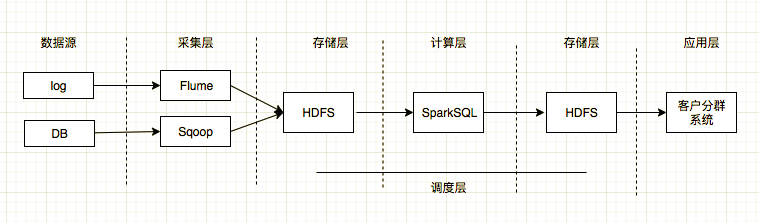 数据源
采集层
存储层
计算层
存储层
应用层
log
Flume
DB
Sqoop
HDFS
SparkSQL
HDFS
客户分群
系统
调度层